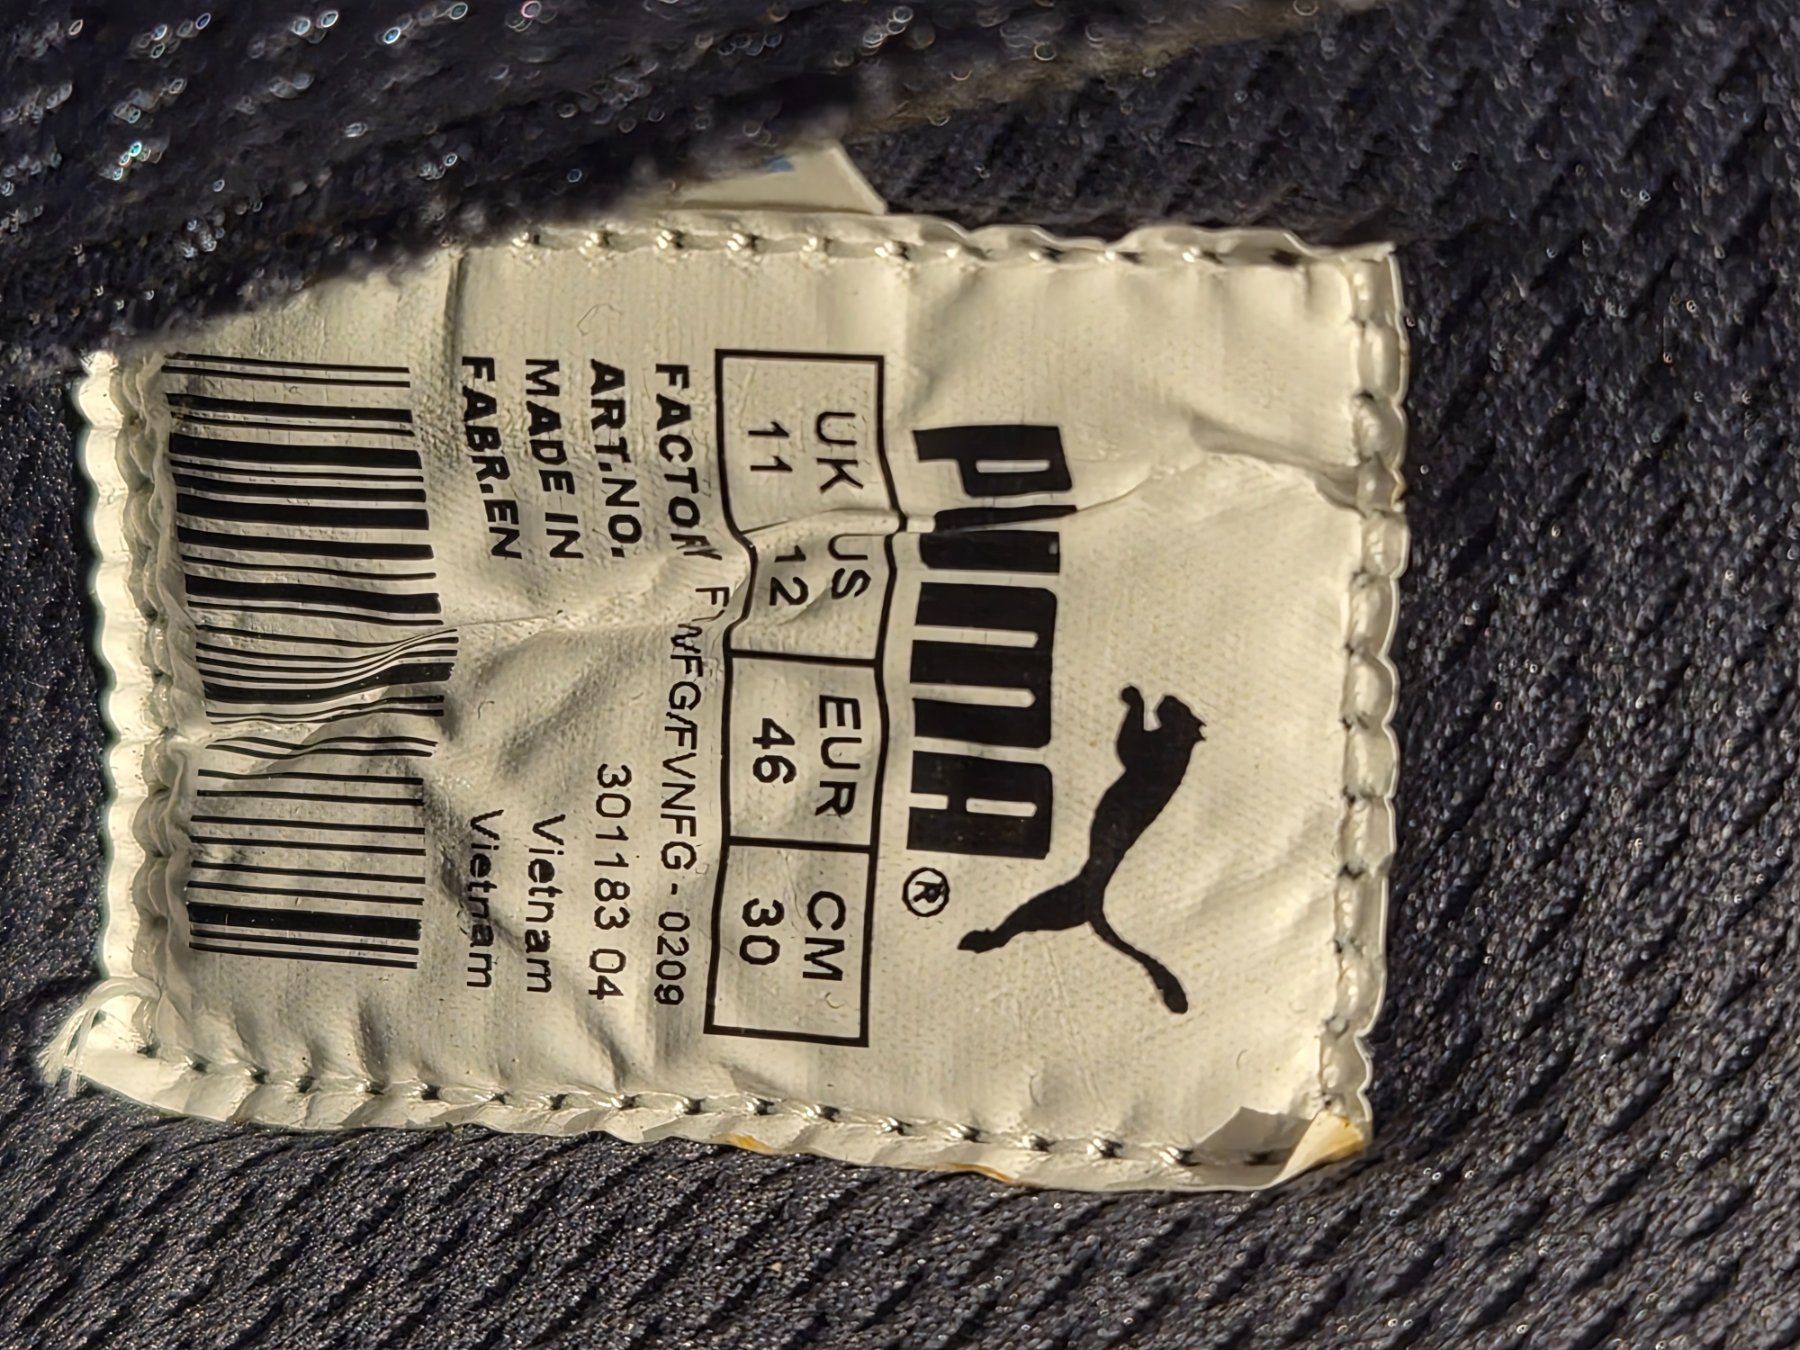 PUMA®
UK US EUR CM
11 12 46 30
FACTORY FVNFG/FVNFG - 0209
ART.NO. 301183 04
MADE IN Vietnam
FABR.EN Vietnam